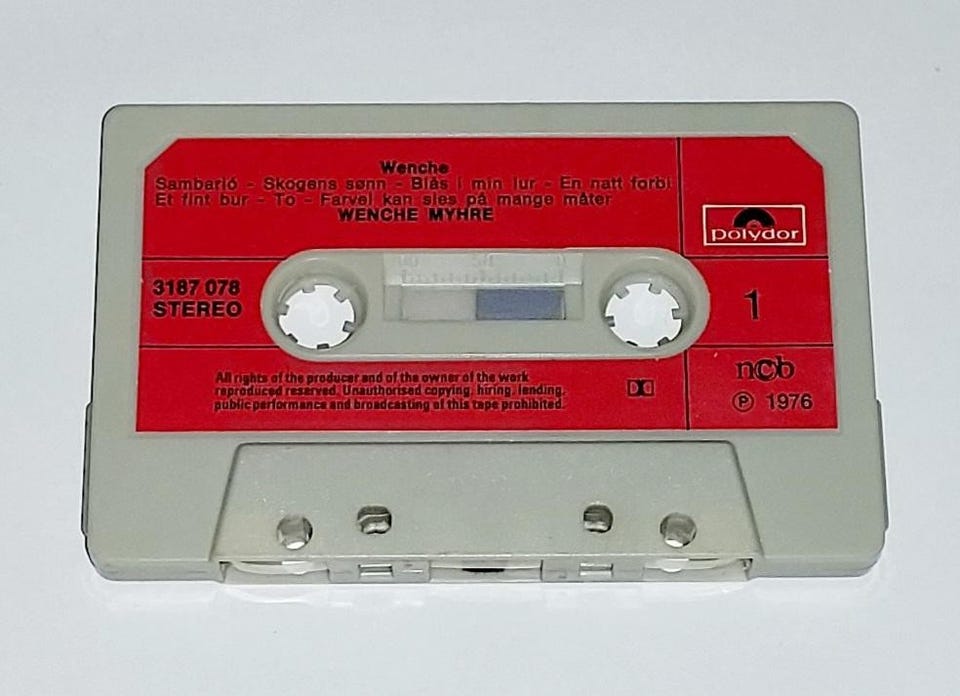 Wenche
Sambarió - Skogens sønn - Blås i min lur - En natt forbi
Et fint bur - To - Farvel kan sies på mange måter
WENCHE MYHRE
polydor
3187 078
STEREO
50 0
1
All rights of the producer and of the owner of the work
reproduced reserved. Unauthorised copying, hiring, lending,
public performance and broadcasting of this tape prohibited.
ncb
℗ 1976